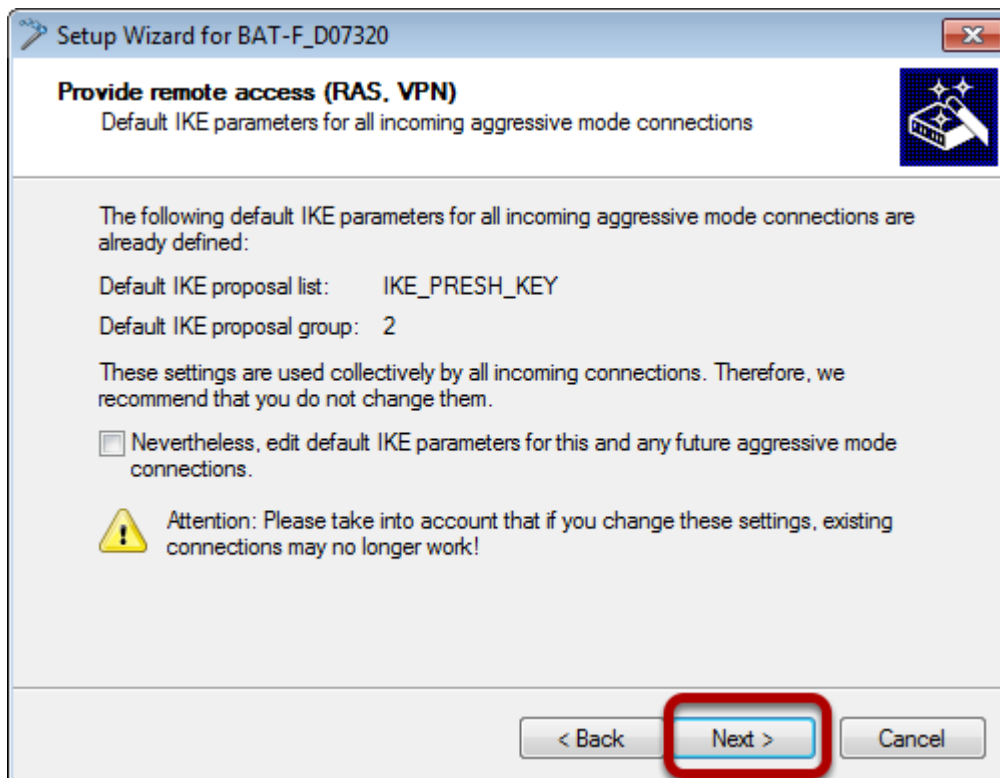 Setup Wizard for BAT-F_D07320
Provide remote access (RAS, VPN)
Default IKE parameters for all incoming aggressive mode connections
The following default IKE parameters for all incoming aggressive mode connections are
already defined:
Default IKE proposal list: IKE_PRESH_KEY
Default IKE proposal group: 2
These settings are used collectively by all incoming connections. Therefore, we
recommend that you do not change them.
Nevertheless, edit default IKE parameters for this and any future aggressive mode
connections.
Attention: Please take into account that if you change these settings, existing
connections may no longer work!
< Back Next > Cancel